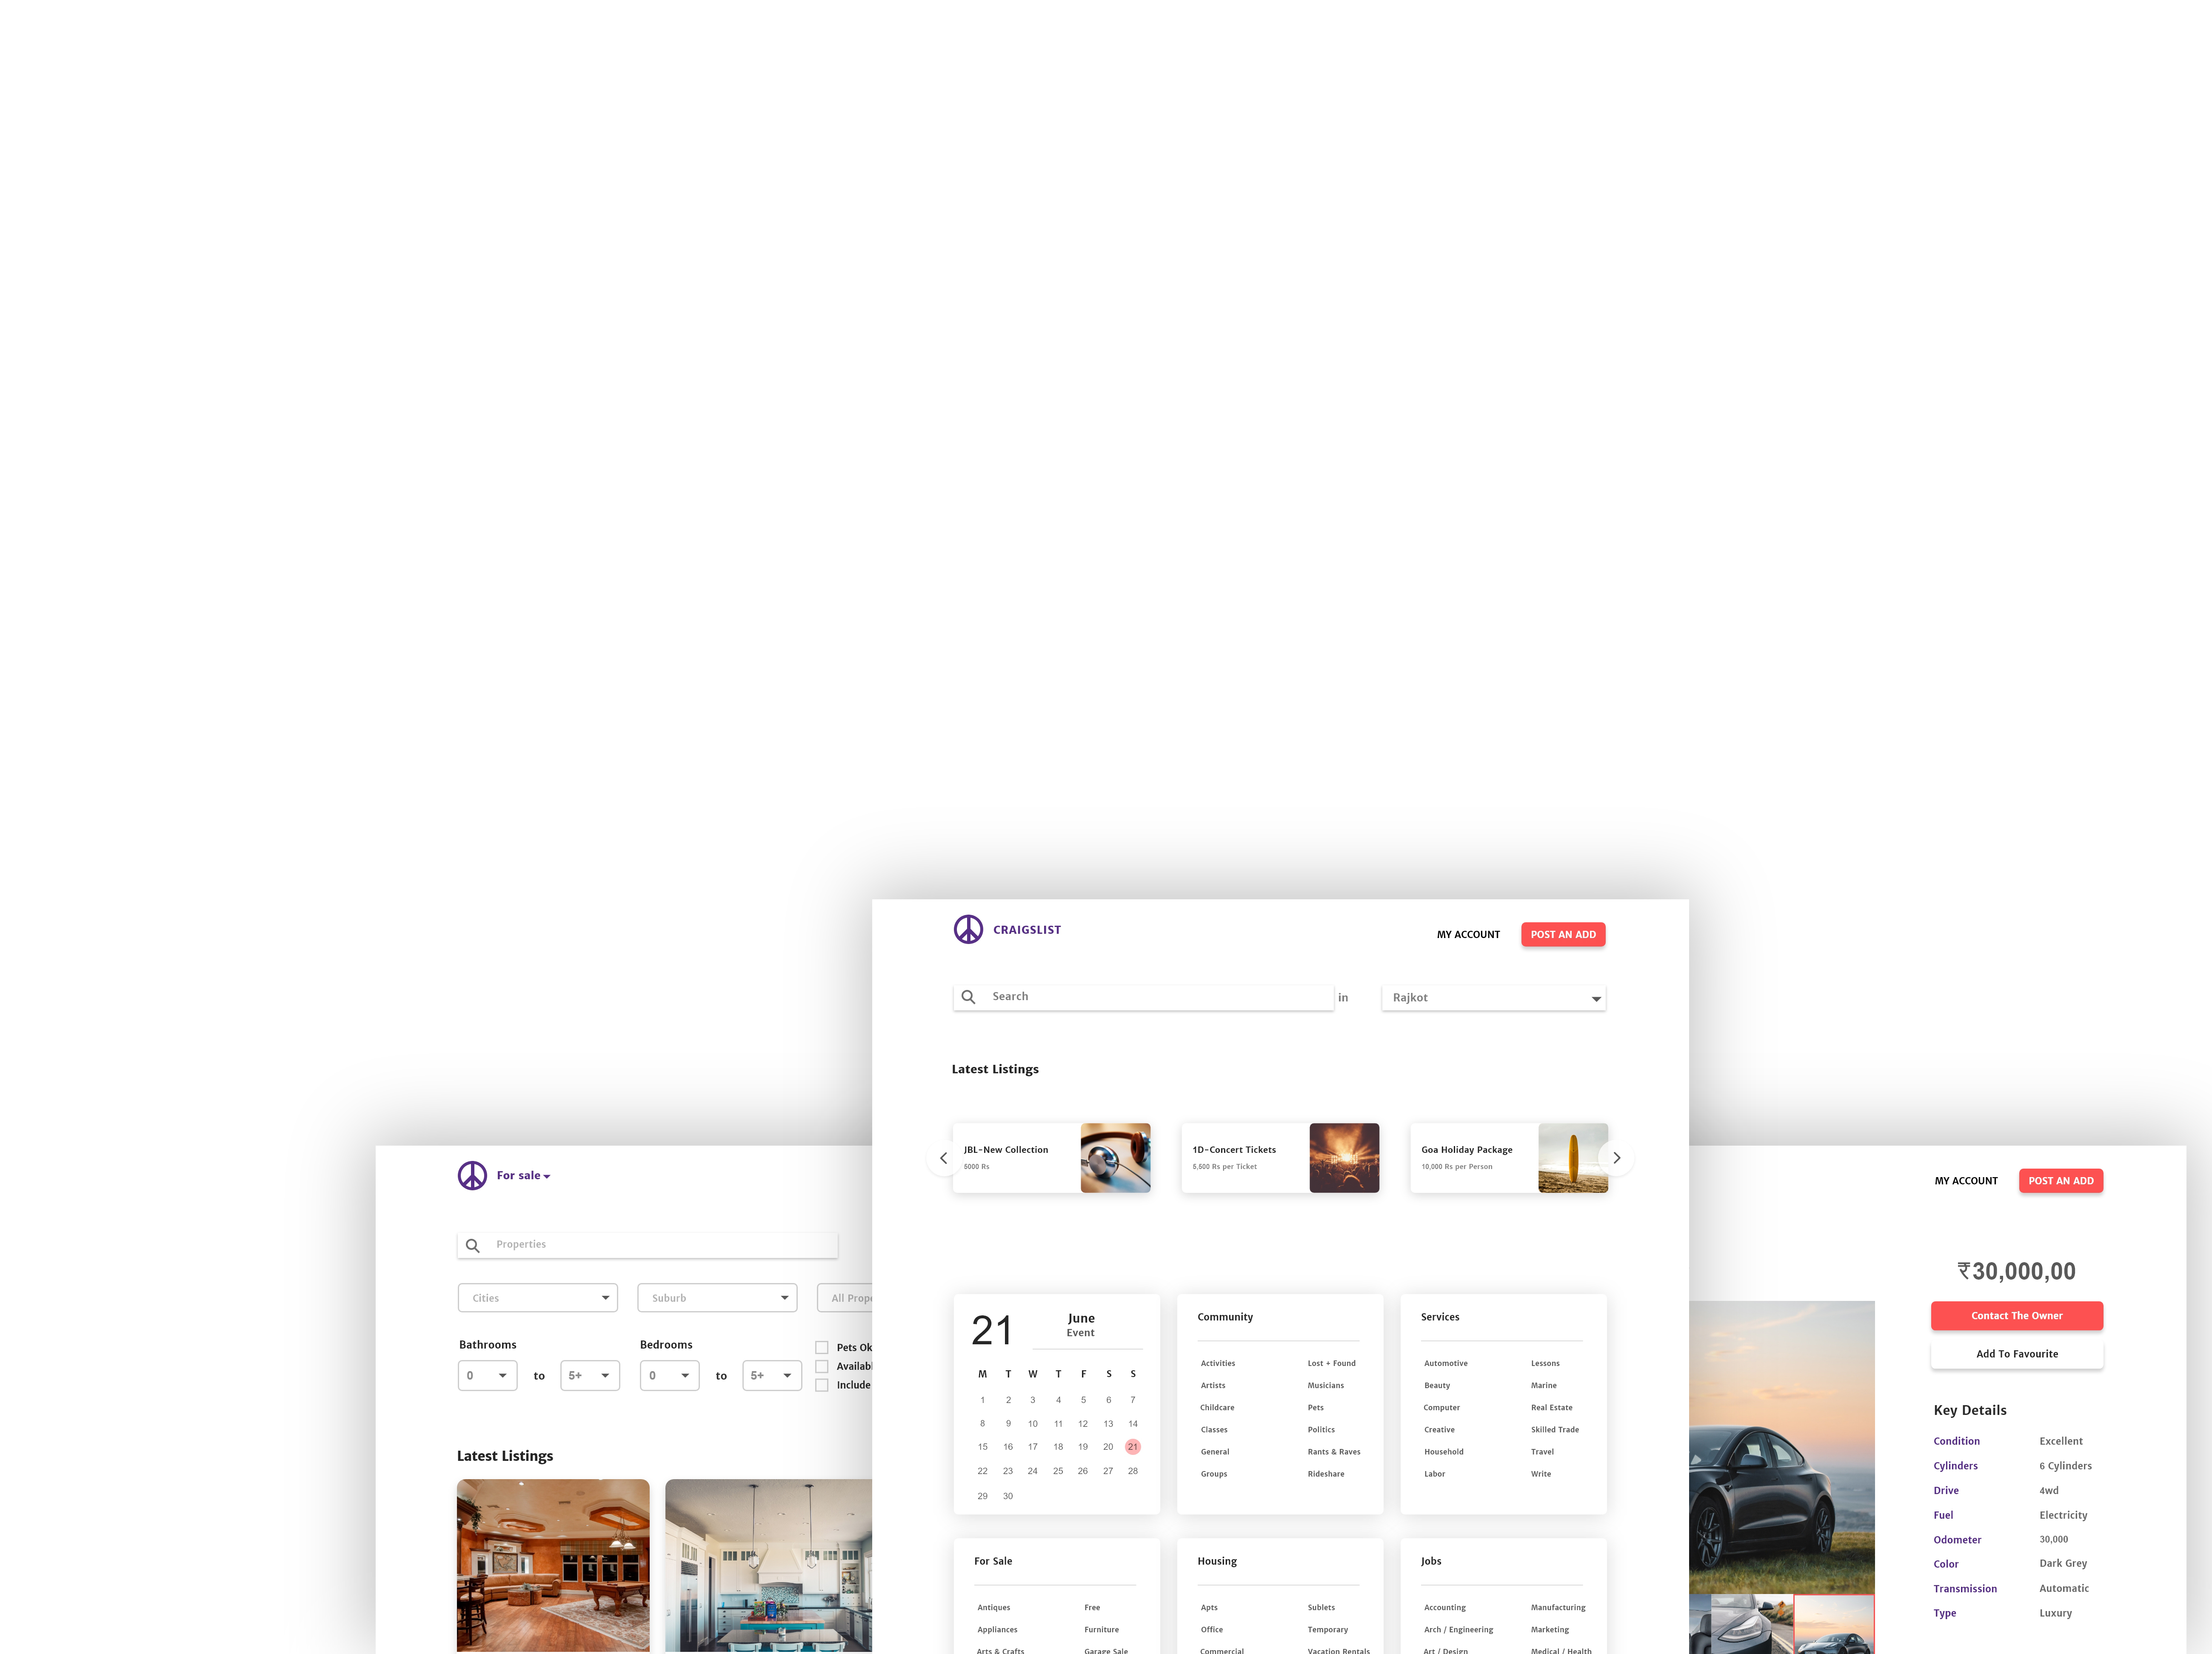 CRAIGSLIST
MY ACCOUNT
POST AN ADD
Search
in
Rajkot
Latest Listings
JBL-New Collection
5000 Rs
1D-Concert Tickets
5,500 Rs per Ticket
Goa Holiday Package
10,000 Rs per Person
21
June
Event
M T W T F S S
1 2 3 4 5 6 7
8 9 10 11 12 13 14
15 16 17 18 19 20 21
22 23 24 25 26 27 28
29 30
Community
Activities Lost + Found
Artists Musicians
Childcare Pets
Classes Politics
General Rants & Raves
Groups Rideshare
Services
Automotive Lessons
Beauty Marine
Computer Real Estate
Creative Skilled Trade
Household Travel
Labor Write
For Sale
Antiques Free
Appliances Furniture
Arts & Crafts Garage Sale
Housing
Apts Sublets
Office Temporary
Commercial Vacation Rentals
Jobs
Accounting Manufacturing
Arch / Engineering Marketing
Art / Design Medical / Health
For sale
Properties
Cities
Suburb
All Prop
Bathrooms
0 to 5+
Bedrooms
0 to 5+
Pets Ok
Availab
Include
Latest Listings
MY ACCOUNT
POST AN ADD
₹30,000,00
Contact The Owner
Add To Favourite
Key Details
Condition Excellent
Cylinders 6 Cylinders
Drive 4wd
Fuel Electricity
Odometer 30,000
Color Dark Grey
Transmission Automatic
Type Luxury